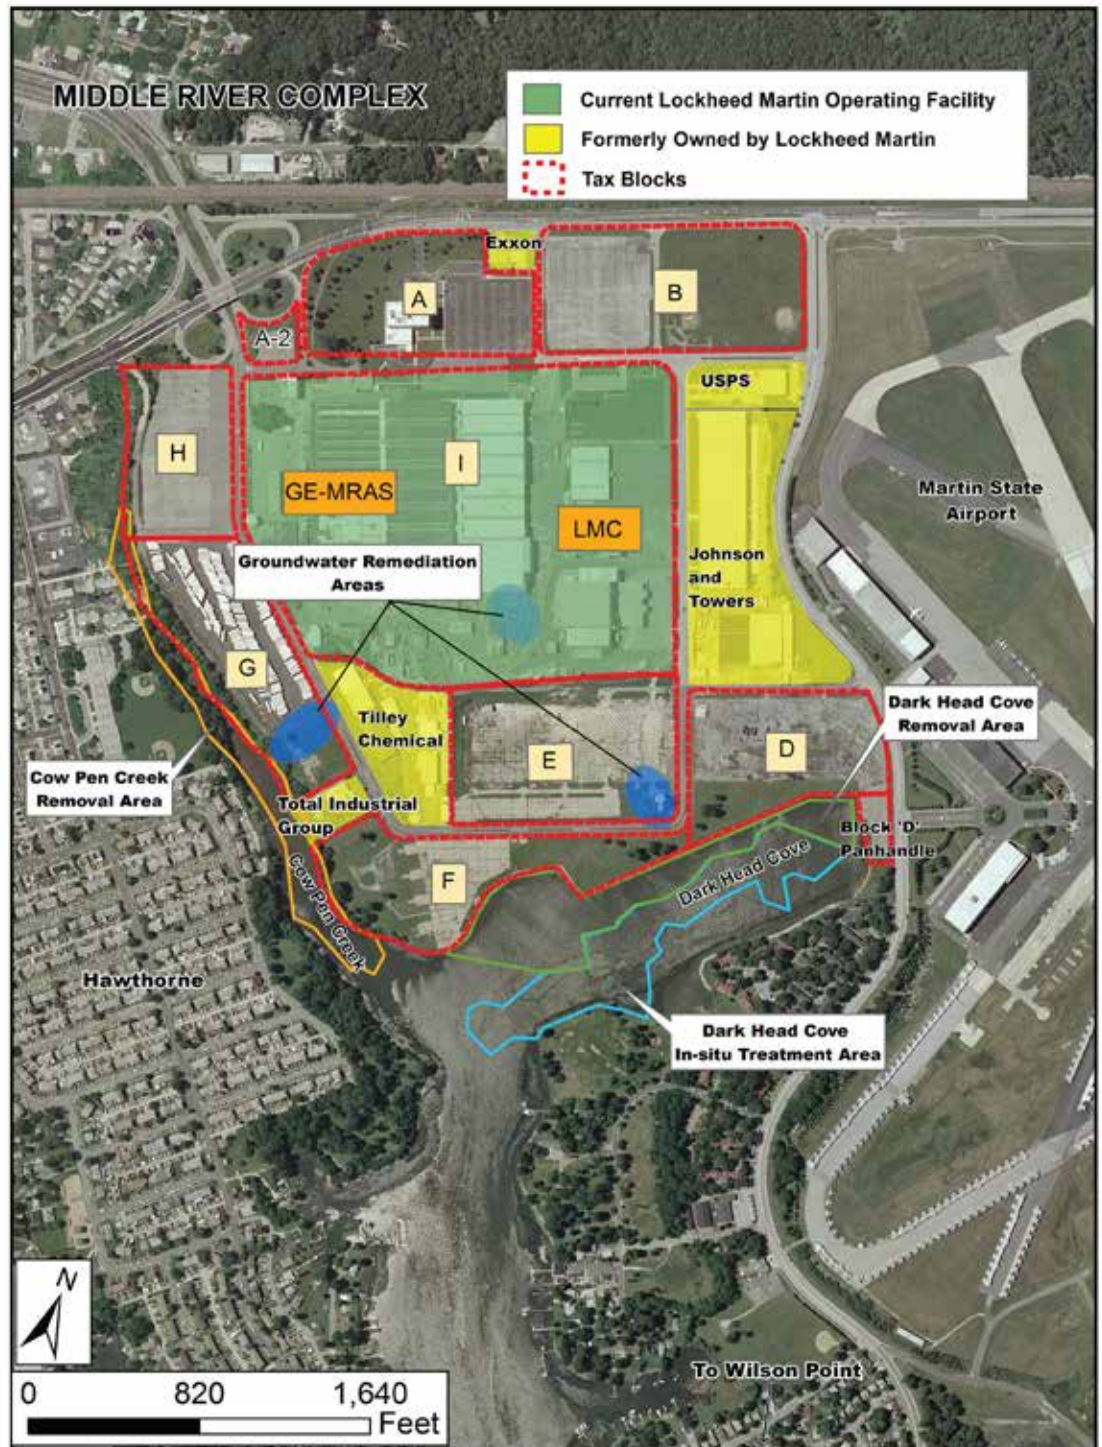 MIDDLE RIVER COMPLEX
Current Lockheed Martin Operating Facility
Formerly Owned by Lockheed Martin
Tax Blocks
Exxon
A
B
A-2
USPS
H
I
GE-MRAS
LMC
Martin State
Airport
Groundwater Remediation
Areas
Johnson
and
Towers
G
Dark Head Cove
Removal Area
Tilley
Chemical
E
D
Cow Pen Creek
Removal Area
Total Industrial
Group
Block 'D'
Panhandle
Dark Head Cove
F
Cow Pen Creek
Hawthorne
Dark Head Cove
In-situ Treatment Area
N
To Wilson Point
0 820 1,640
Feet